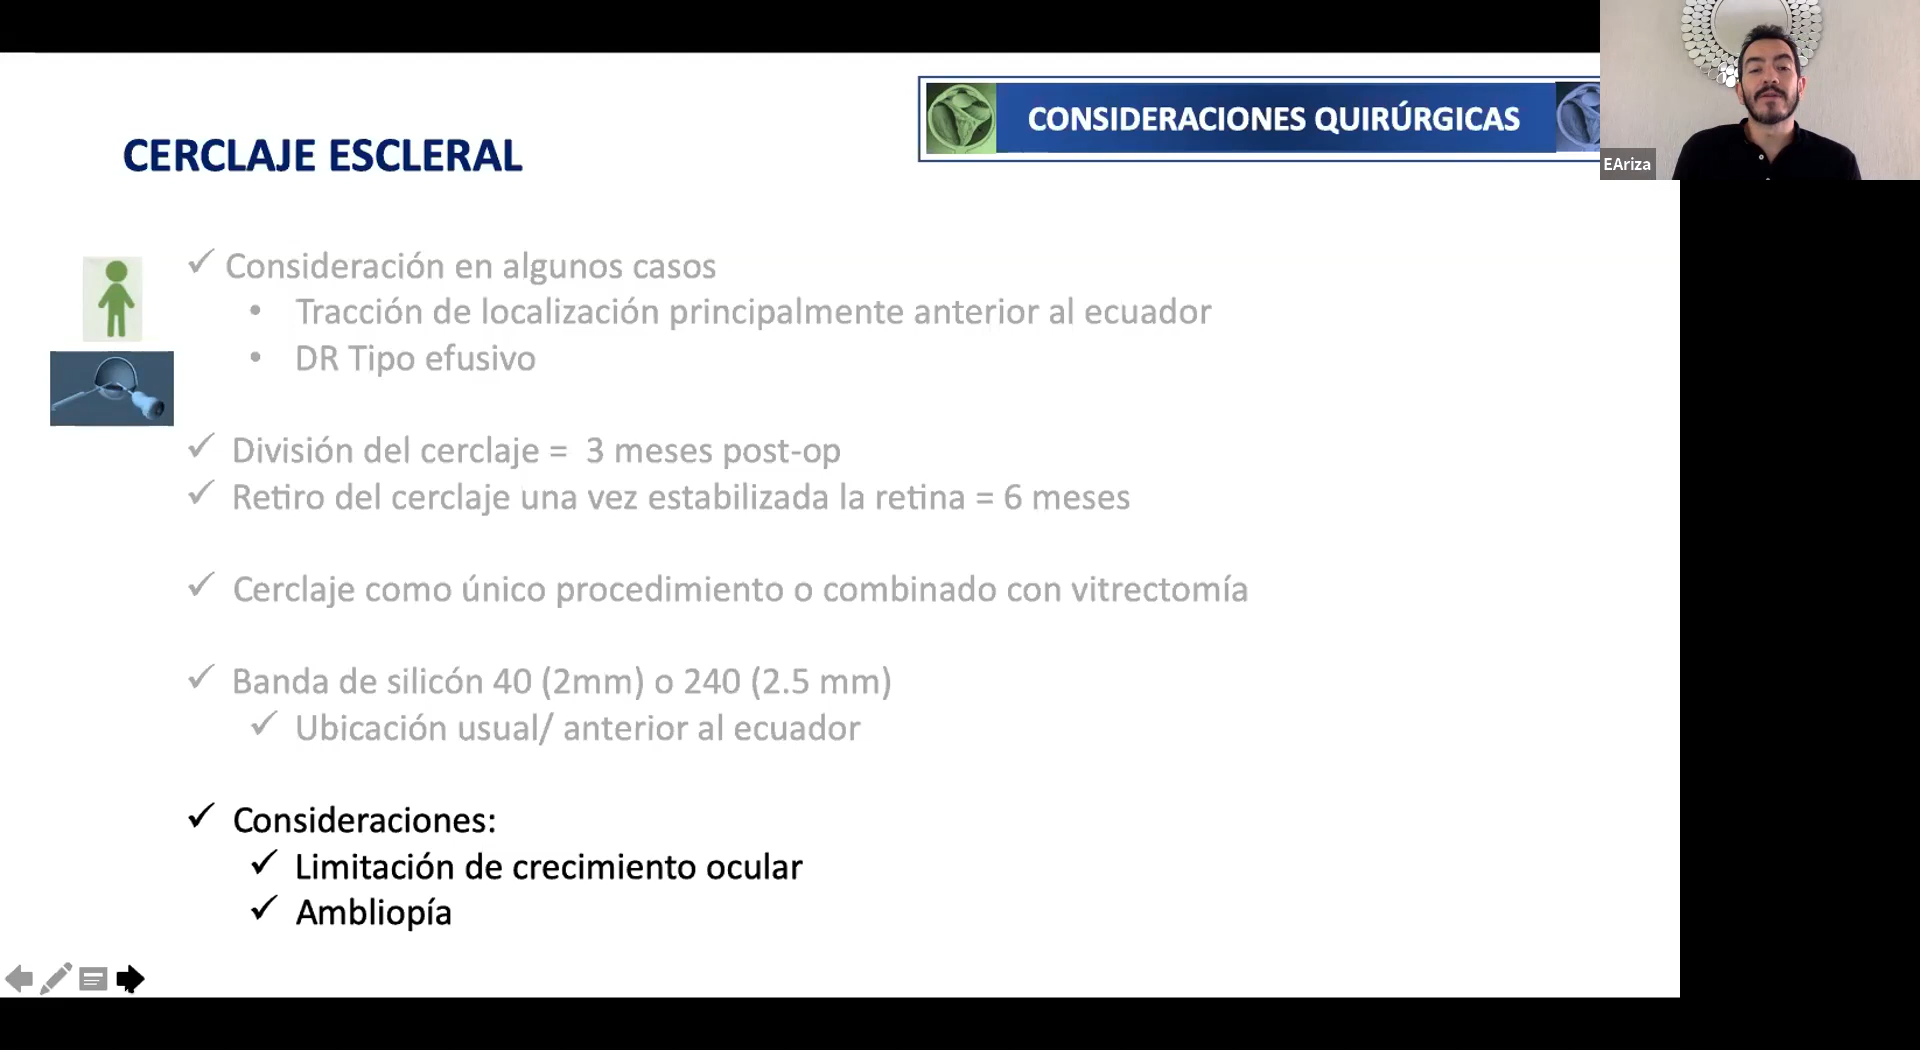 CONSIDERACIONES QUIRÚRGICAS
EAriza
CERCLAJE ESCLERAL
✓ Consideración en algunos casos
• Tracción de localización principalmente anterior al ecuador
• DR Tipo efusivo
✓ División del cerclaje = 3 meses post-op
✓ Retiro del cerclaje una vez estabilizada la retina = 6 meses
✓ Cerclaje como único procedimiento o combinado con vitrectomía
✓ Banda de silicón 40 (2mm) o 240 (2.5 mm)
✓ Ubicación usual/ anterior al ecuador
✓ Consideraciones:
✓ Limitación de crecimiento ocular
✓ Ambliopía